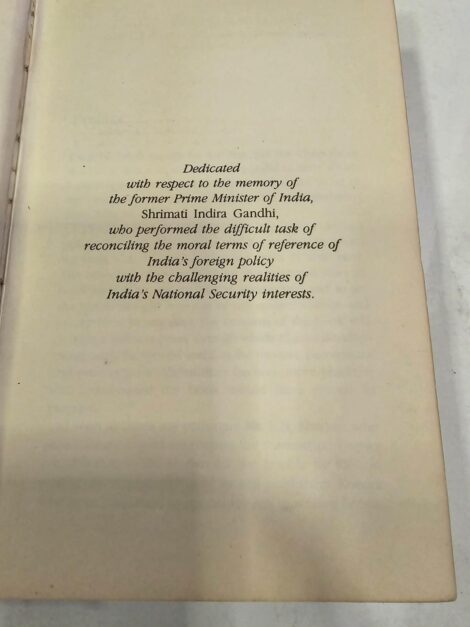 Dedicated
with respect to the memory of
the former Prime Minister of India,
Shrimati Indira Gandhi,
who performed the difficult task of
reconciling the moral terms of reference of
India's foreign policy
with the challenging realities of
India's National Security interests.